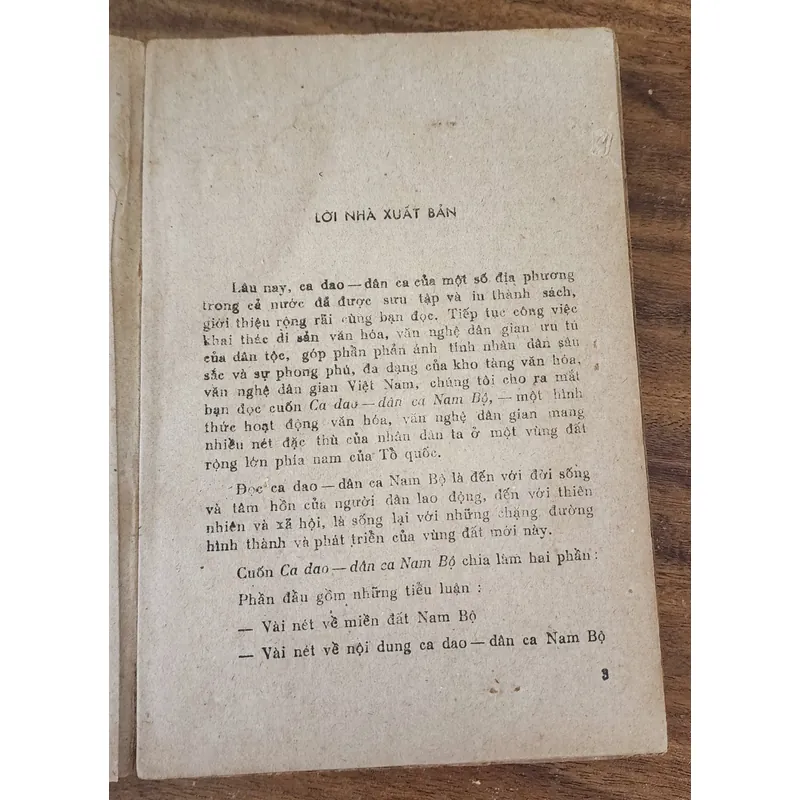 LỜI NHÀ XUẤT BẢN
Lâu nay, ca dao — dân ca của một số địa phương
trong cả nước đã được sưu tập và in thành sách,
giới thiệu rộng rãi cùng bạn đọc. Tiếp tục công việc
khai thác di sản văn hóa, văn nghệ dân gian ưu tú
của dân tộc, góp phần phản ánh tính nhân dân sâu
sắc và sự phong phú, đa dạng của kho tàng văn hóa,
văn nghệ dân gian Việt Nam, chúng tôi cho ra mắt
bạn đọc cuốn Ca dao — dân ca Nam Bộ, — một hình
thức hoạt động văn hóa, văn nghệ dân gian mang
nhiều nét đặc thù của nhân dân ta ở một vùng đất
rộng lớn phía nam của Tổ quốc.
Đọc ca dao — dân ca Nam Bộ là đến với đời sống
và tâm hồn của người dân lao động, đến với thiên
nhiên và xã hội, là sống lại với những chặng đường
hình thành và phát triển của vùng đất mới này.
Cuốn Ca dao — dân ca Nam Bộ chia làm hai phần :
Phần đầu gồm những tiểu luận :
— Vài nét về miền đất Nam Bộ
— Vài nét về nội dung ca dao — dân ca Nam Bộ
3